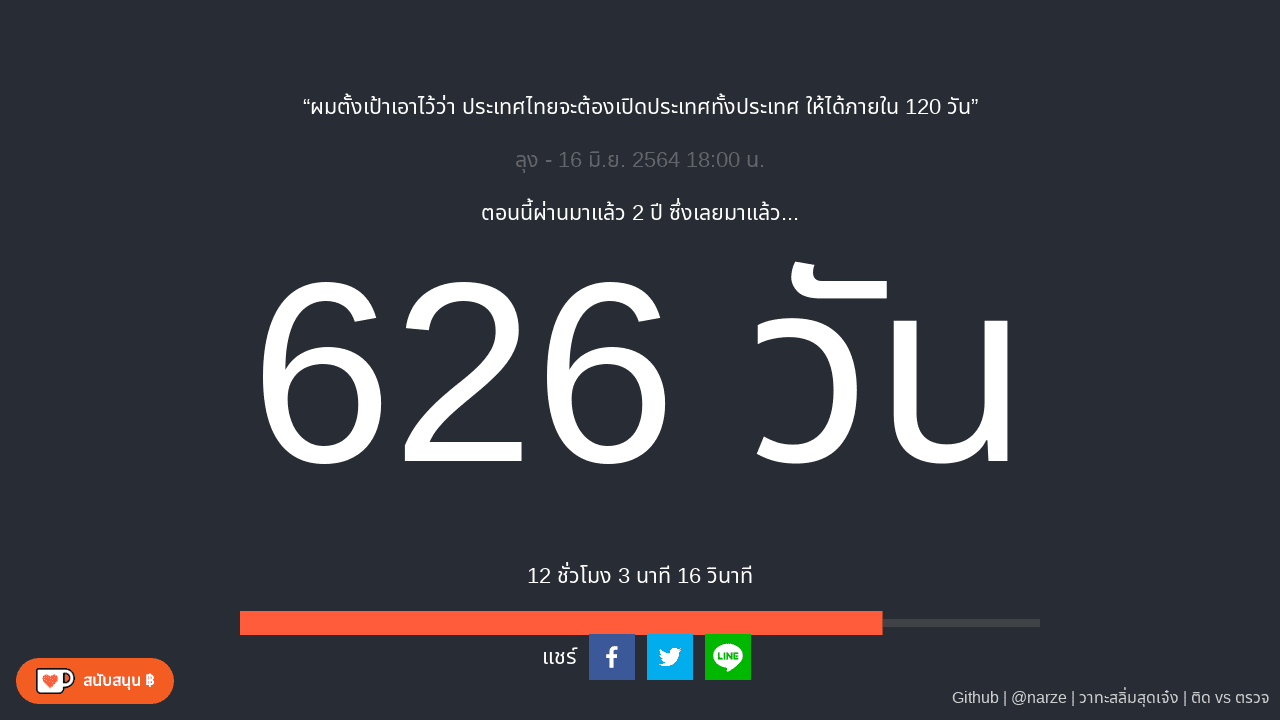 “ผมตั้งเป้าเอาไว้ว่า ประเทศไทยจะต้องเปิดประเทศทั้งประเทศ ให้ได้ภายใน 120 วัน”
ลุง - 16 มิ.ย. 2564 18:00 น.
ตอนนี้ผ่านมาแล้ว 2 ปี ซึ่งเลยมาแล้ว...
626 วัน
12 ชั่วโมง 3 นาที 16 วินาที
แชร์
LINE
สนับสนุน ฿
Github | @narze | วาทะสลิ่มสุดเจ๋ง | ติด vs ตรวจ